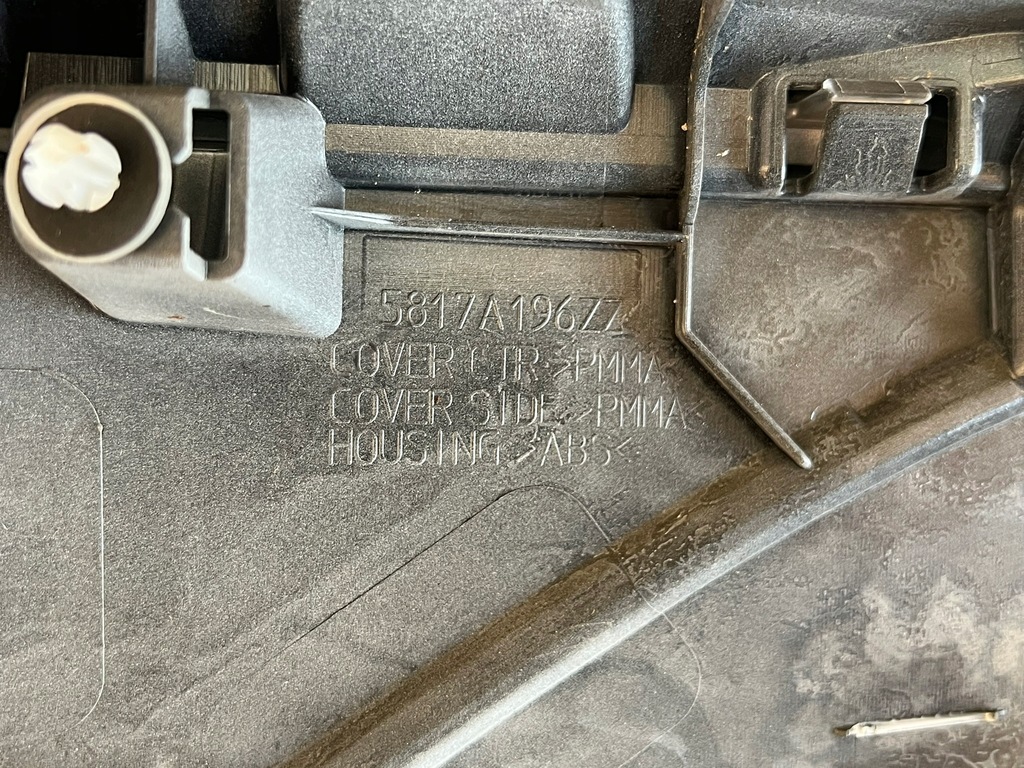 5817A196ZZ
COVER CTR >PMMA<
COVER SIDE >PMMA<
HOUSING >ABS<